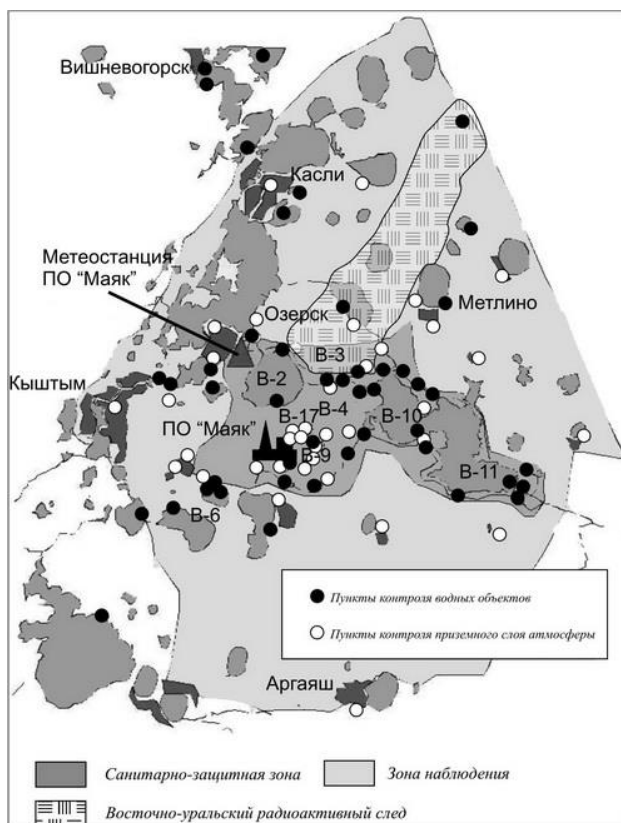 Вишневогорск
Касли
Метеостанция
ПО “Маяк”
Озерск
Метлино
В-3
Кыштым
В-2
В-4
В-17
В-10
ПО “Маяк”
В-9
В-11
В-6
Пункты контроля водных объектов
Пункты контроля приземного слоя атмосферы
Аргаяш
Санитарно-защитная зона
Зона наблюдения
Восточно-уральский радиоактивный след